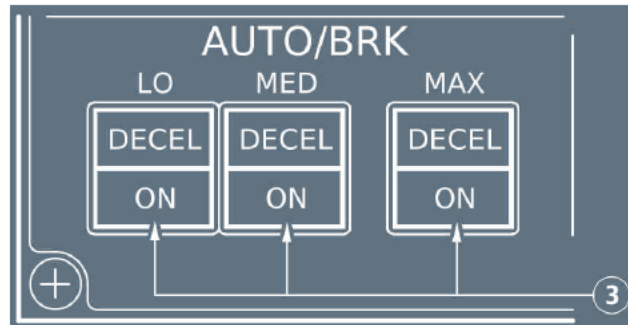 AUTO/BRK
LO MED MAX
DECEL DECEL DECEL
ON ON ON
3